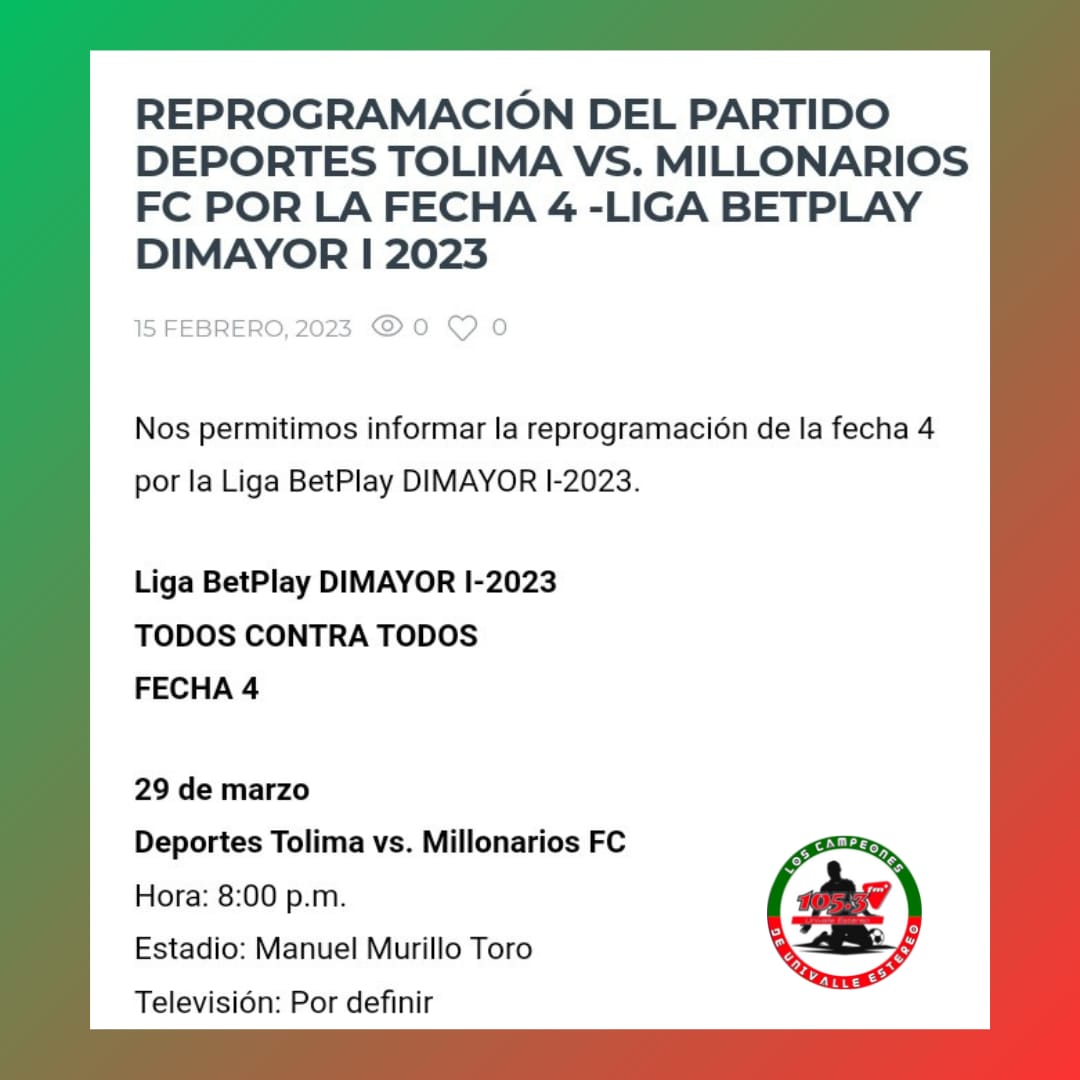 REPROGRAMACIÓN DEL PARTIDO
DEPORTES TOLIMA VS. MILLONARIOS
FC POR LA FECHA 4 -LIGA BETPLAY
DIMAYOR I 2023
15 FEBRERO, 2023 0 0
Nos permitimos informar la reprogramación de la fecha 4
por la Liga BetPlay DIMAYOR I-2023.
Liga BetPlay DIMAYOR I-2023
TODOS CONTRA TODOS
FECHA 4
29 de marzo
Deportes Tolima vs. Millonarios FC
Hora: 8:00 p.m.
Estadio: Manuel Murillo Toro
Televisión: Por definir
LOS CAMPEONES
105.3 fm
Univalle Estéreo
DE UNIVALLE ESTEREO